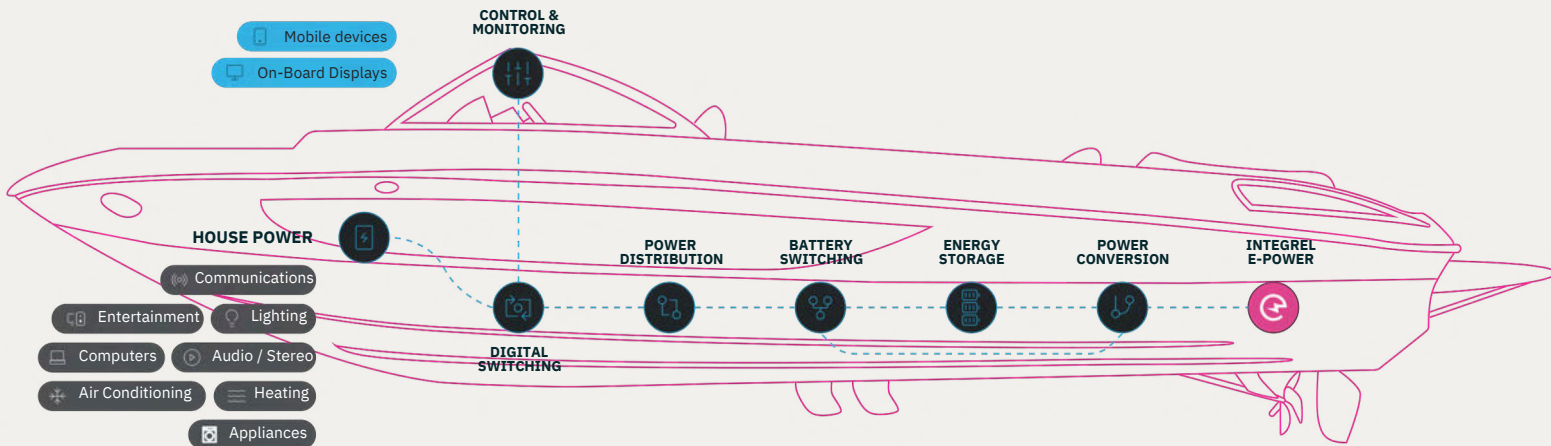 CONTROL &
MONITORING
Mobile devices
On-Board Displays
HOUSE POWER
Communications
Entertainment
Lighting
Computers
Audio / Stereo
Air Conditioning
Heating
Appliances
DIGITAL
SWITCHING
POWER
DISTRIBUTION
BATTERY
SWITCHING
ENERGY
STORAGE
POWER
CONVERSION
INTEGREL
E-POWER